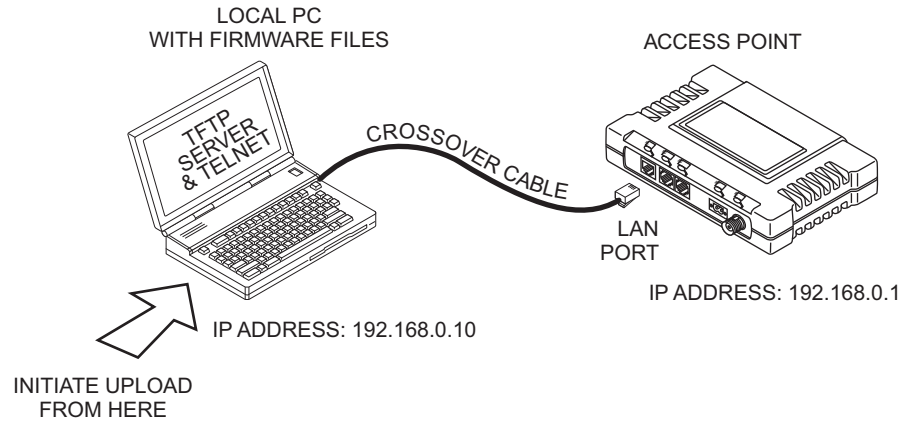 LOCAL PC
WITH FIRMWARE FILES
ACCESS POINT
TFTP
SERVER
& TELNET
CROSSOVER CABLE
LAN
PORT
IP ADDRESS: 192.168.0.1
IP ADDRESS: 192.168.0.10
INITIATE UPLOAD
FROM HERE